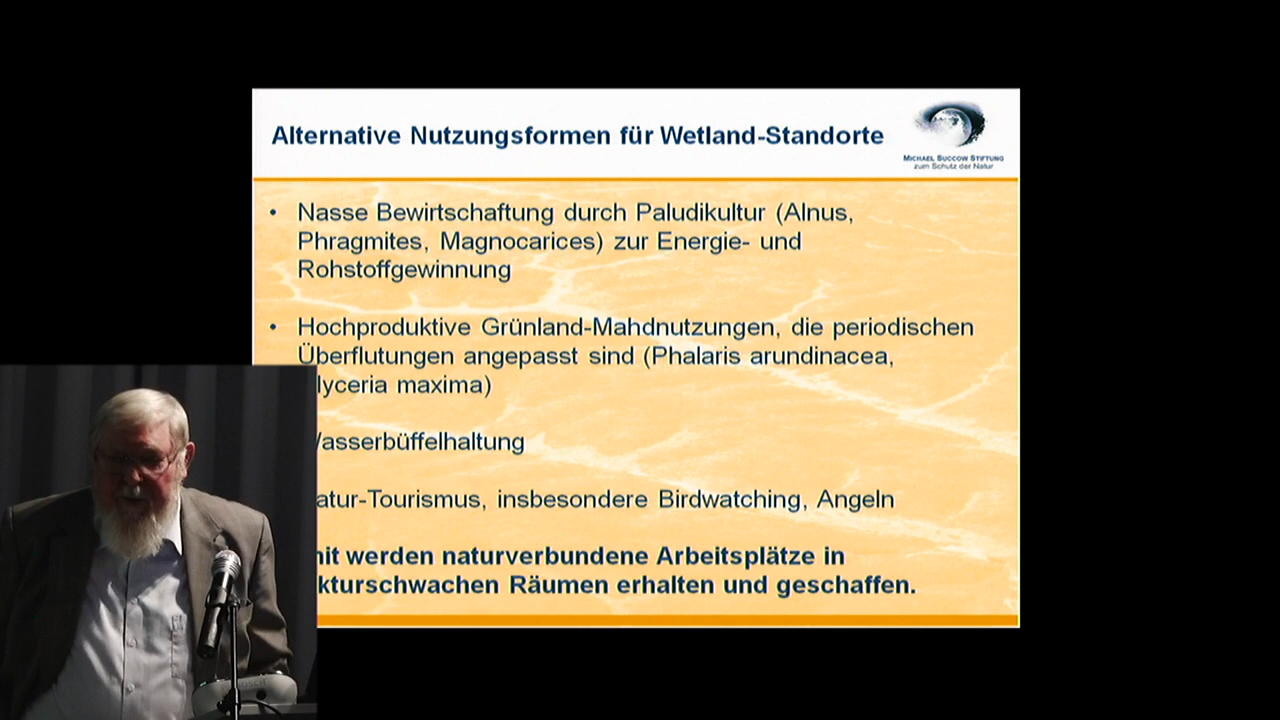 Alternative Nutzungsformen für Wetland-Standorte
MICHAEL SUCCOW STIFTUNG
zum Schutz der Natur
• Nasse Bewirtschaftung durch Paludikultur (Alnus,
Phragmites, Magnocarices) zur Energie- und
Rohstoffgewinnung
• Hochproduktive Grünland-Mahdnutzungen, die periodischen
Überflutungen angepasst sind (Phalaris arundinacea,
lyceria maxima)
Wasserbüffelhaltung
atur-Tourismus, insbesondere Birdwatching, Angeln
mit werden naturverbundene Arbeitsplätze in
kturschwachen Räumen erhalten und geschaffen.